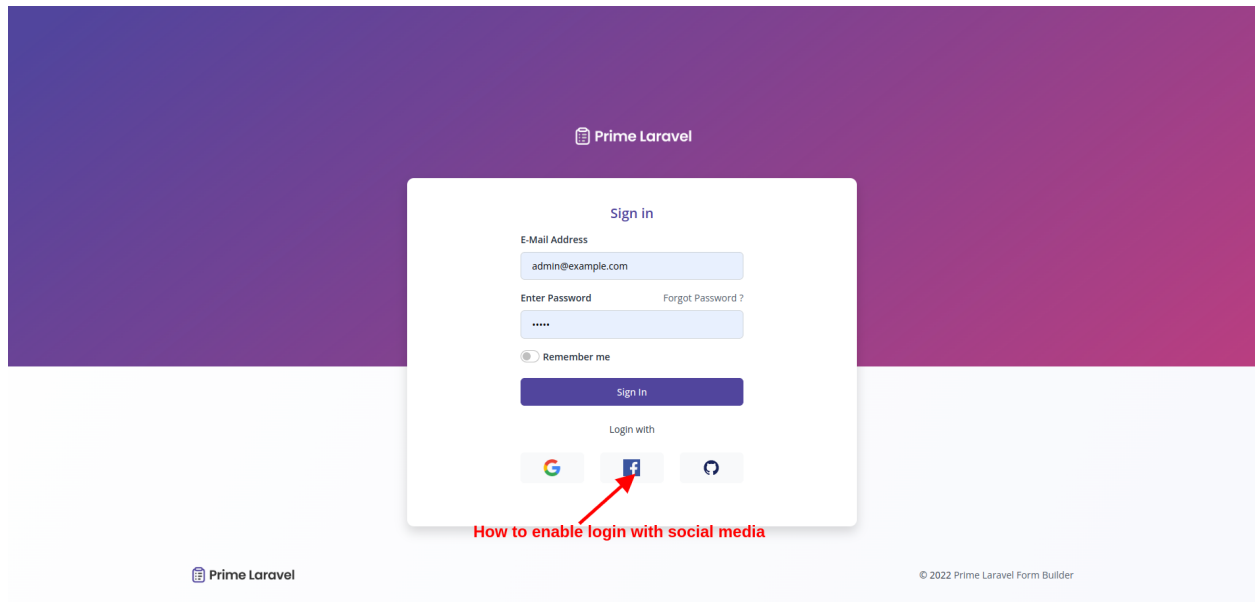 Prime Laravel
Sign in
E-Mail Address
admin@example.com
Enter Password Forgot Password ?
•••••
Remember me
Sign In
Login with
How to enable login with social media
Prime Laravel © 2022 Prime Laravel Form Builder